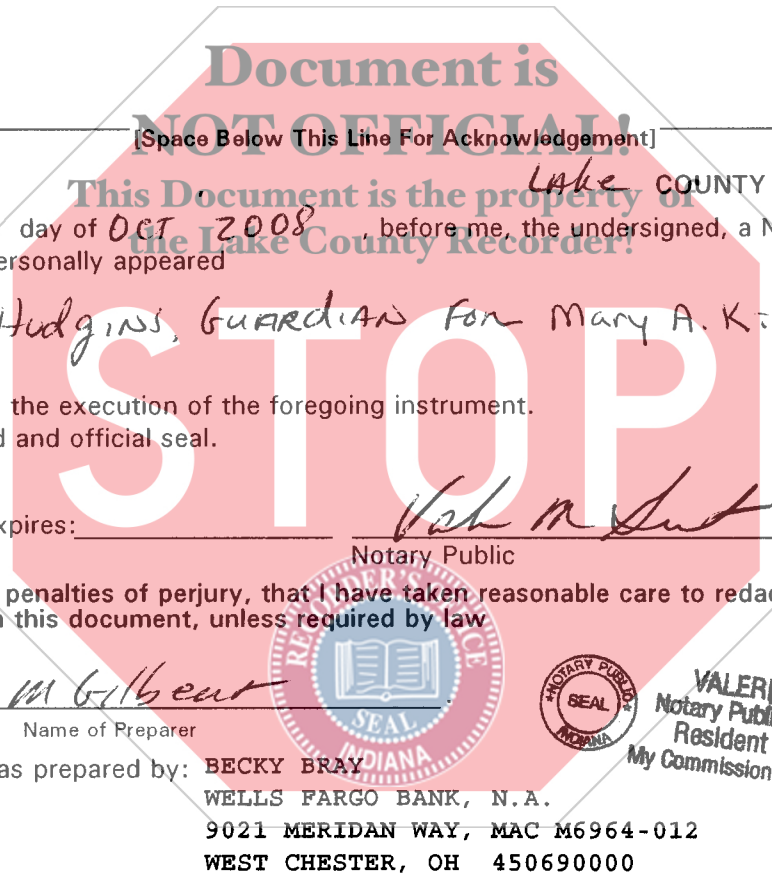 Document is
NOT OFFICIAL!
[Space Below This Line For Acknowledgement]
This Document is the property of
LAke COUNTY
day of OCT 2008 , before me, the undersigned, a N
the Lake County Recorder!
ersonally appeared
Hudgins, GUARDIAN For Mary A. K
STOP
the execution of the foregoing instrument.
d and official seal.
xpires:
Notary Public
penalties of perjury, that I have taken reasonable care to redac
n this document, unless required by law
RECORDER'S OFFICE
SEAL
INDIANA
M Gilbeart
Name of Preparer
NOTARY PUBLIC
SEAL
INDIANA
VALERI
Notary Publi
Resident
My Commission
as prepared by: BECKY BRAY
WELLS FARGO BANK, N.A.
9021 MERIDAN WAY, MAC M6964-012
WEST CHESTER, OH 450690000